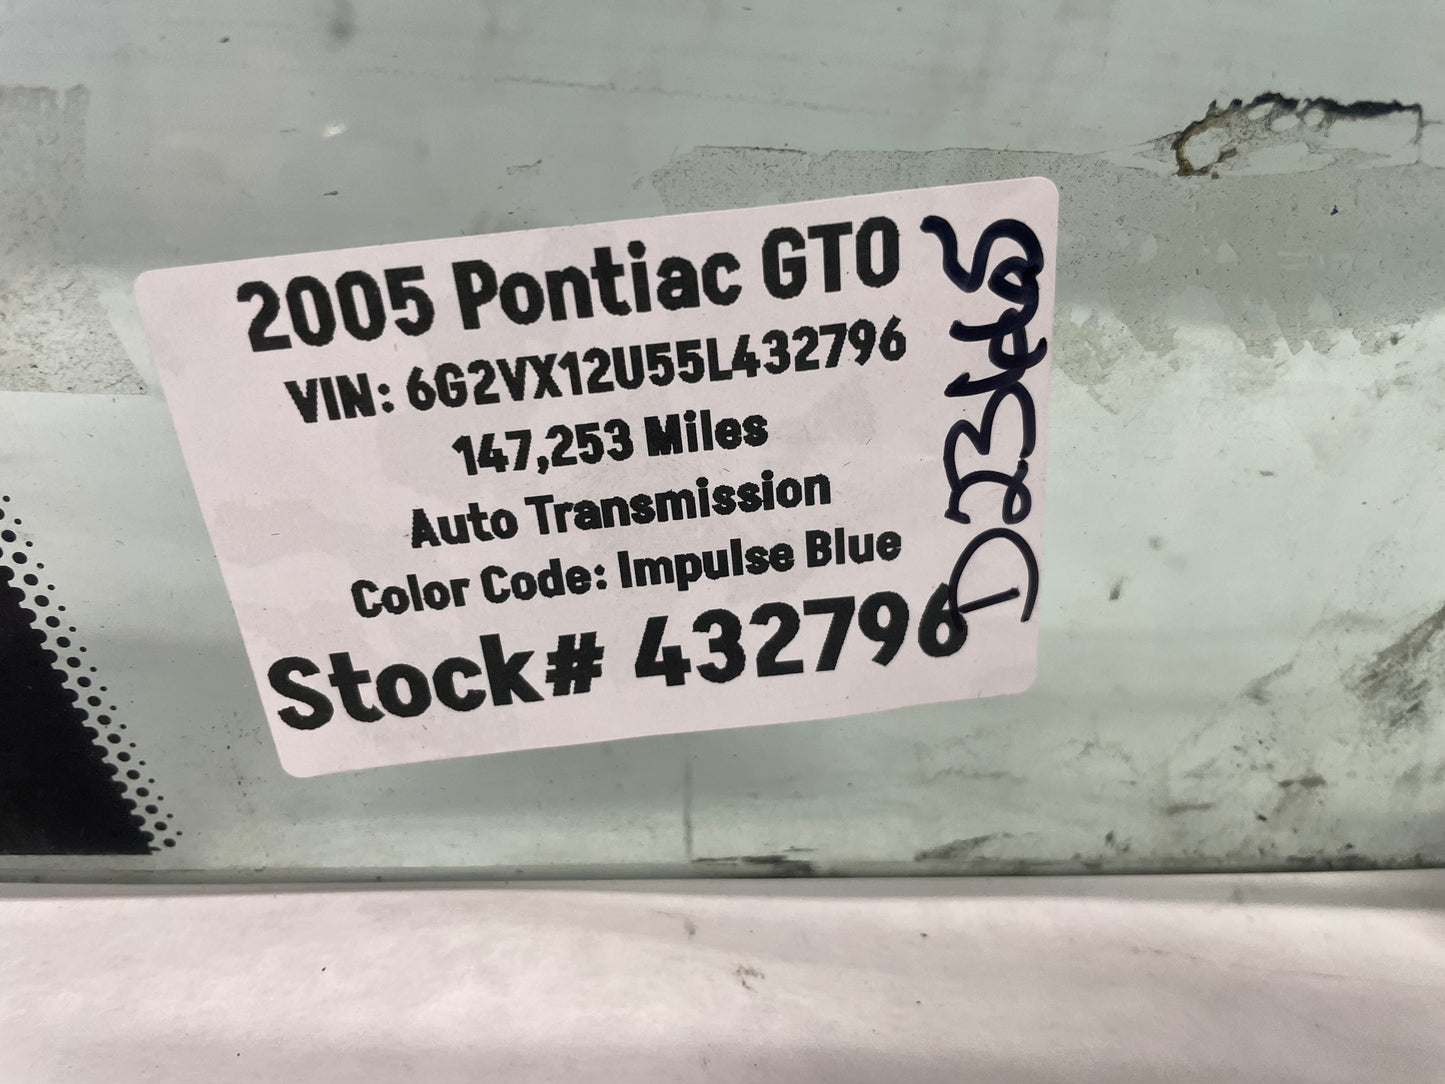 2005 Pontiac GTO
VIN: 6G2VX12U55L432796
147,253 Miles
Auto Transmission
Color Code: Impulse Blue
Stock# 432796